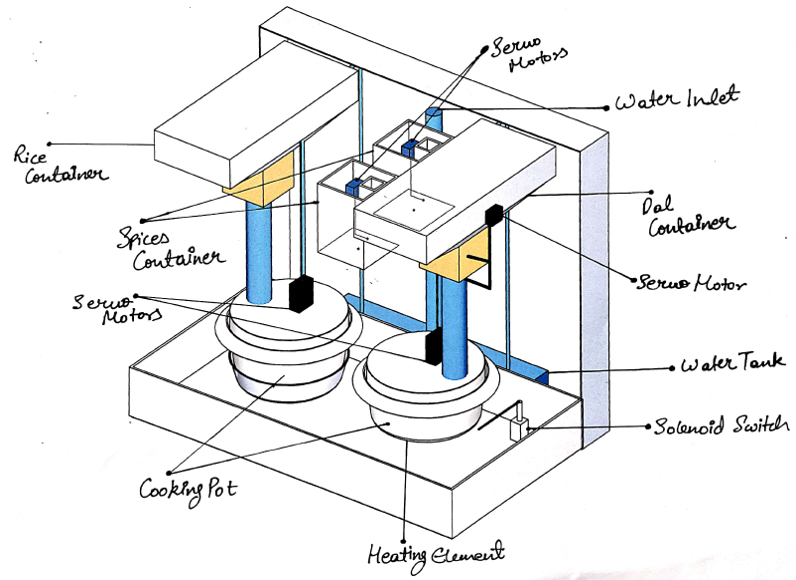 Servo
Motors
Water Inlet
Rice
Container
Spices
Container
Dal
Container
Servo Motor
Servo
Motors
Water Tank
Solenoid Switch
Cooking Pot
Heating Element